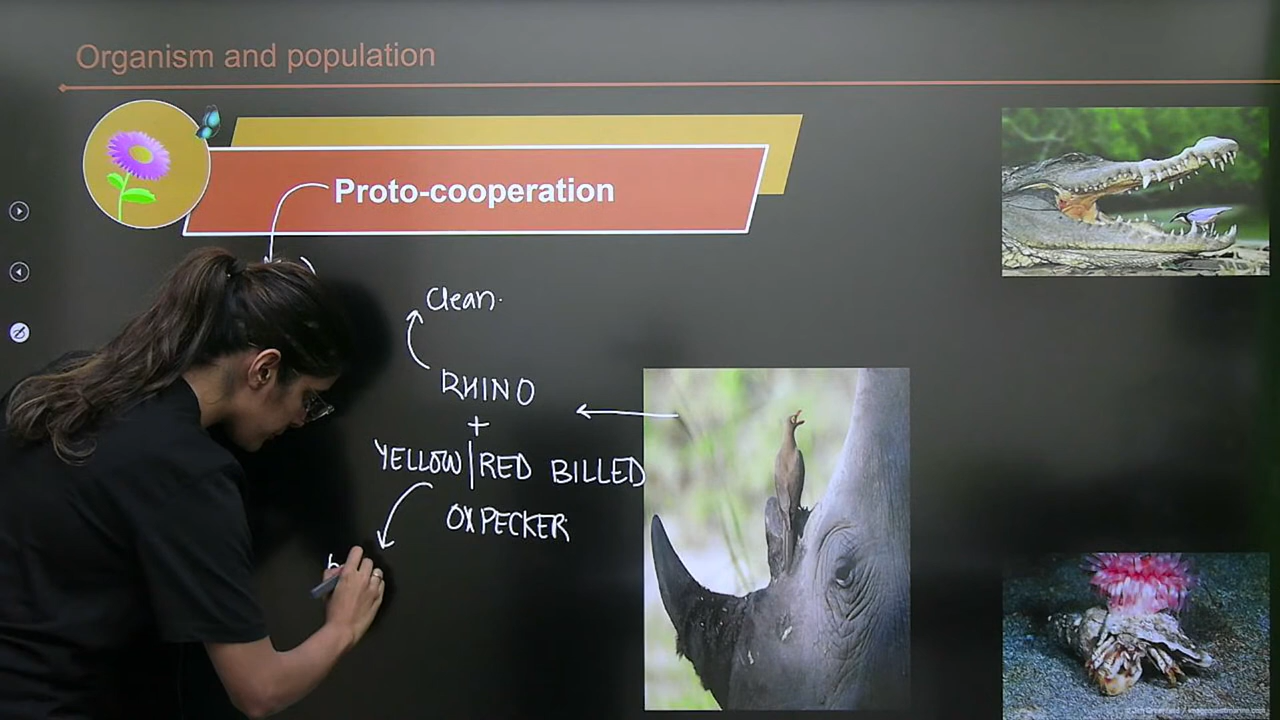 Organism and population
Proto-cooperation
Clean
RHINO
+
YELLOW|RED BILLED
OXPECKER